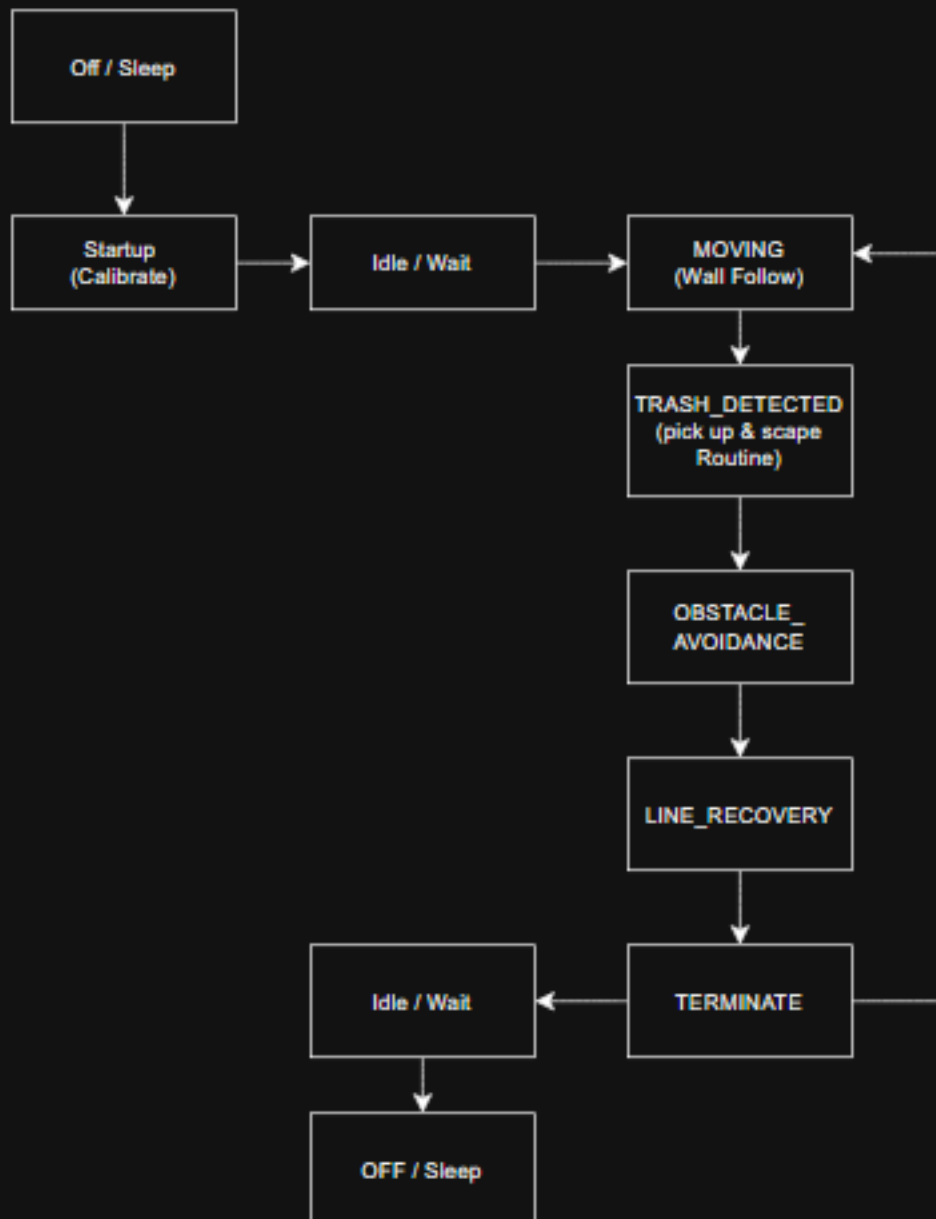 Off / Sleep
Startup
(Calibrate)
Idle / Wait
MOVING
(Wall Follow)
TRASH_DETECTED
(pick up & scape
Routine)
OBSTACLE_
AVOIDANCE
LINE_RECOVERY
Idle / Wait
TERMINATE
OFF / Sleep